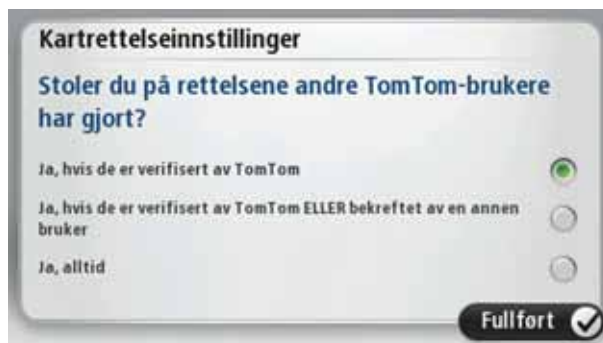 Kartrettelseinnstillinger
Stoler du på rettelsene andre TomTom-brukere
har gjort?
Ja, hvis de er verifisert av TomTom
Ja, hvis de er verifisert av TomTom ELLER bekreftet av en annen
bruker
Ja, alltid
Fullført